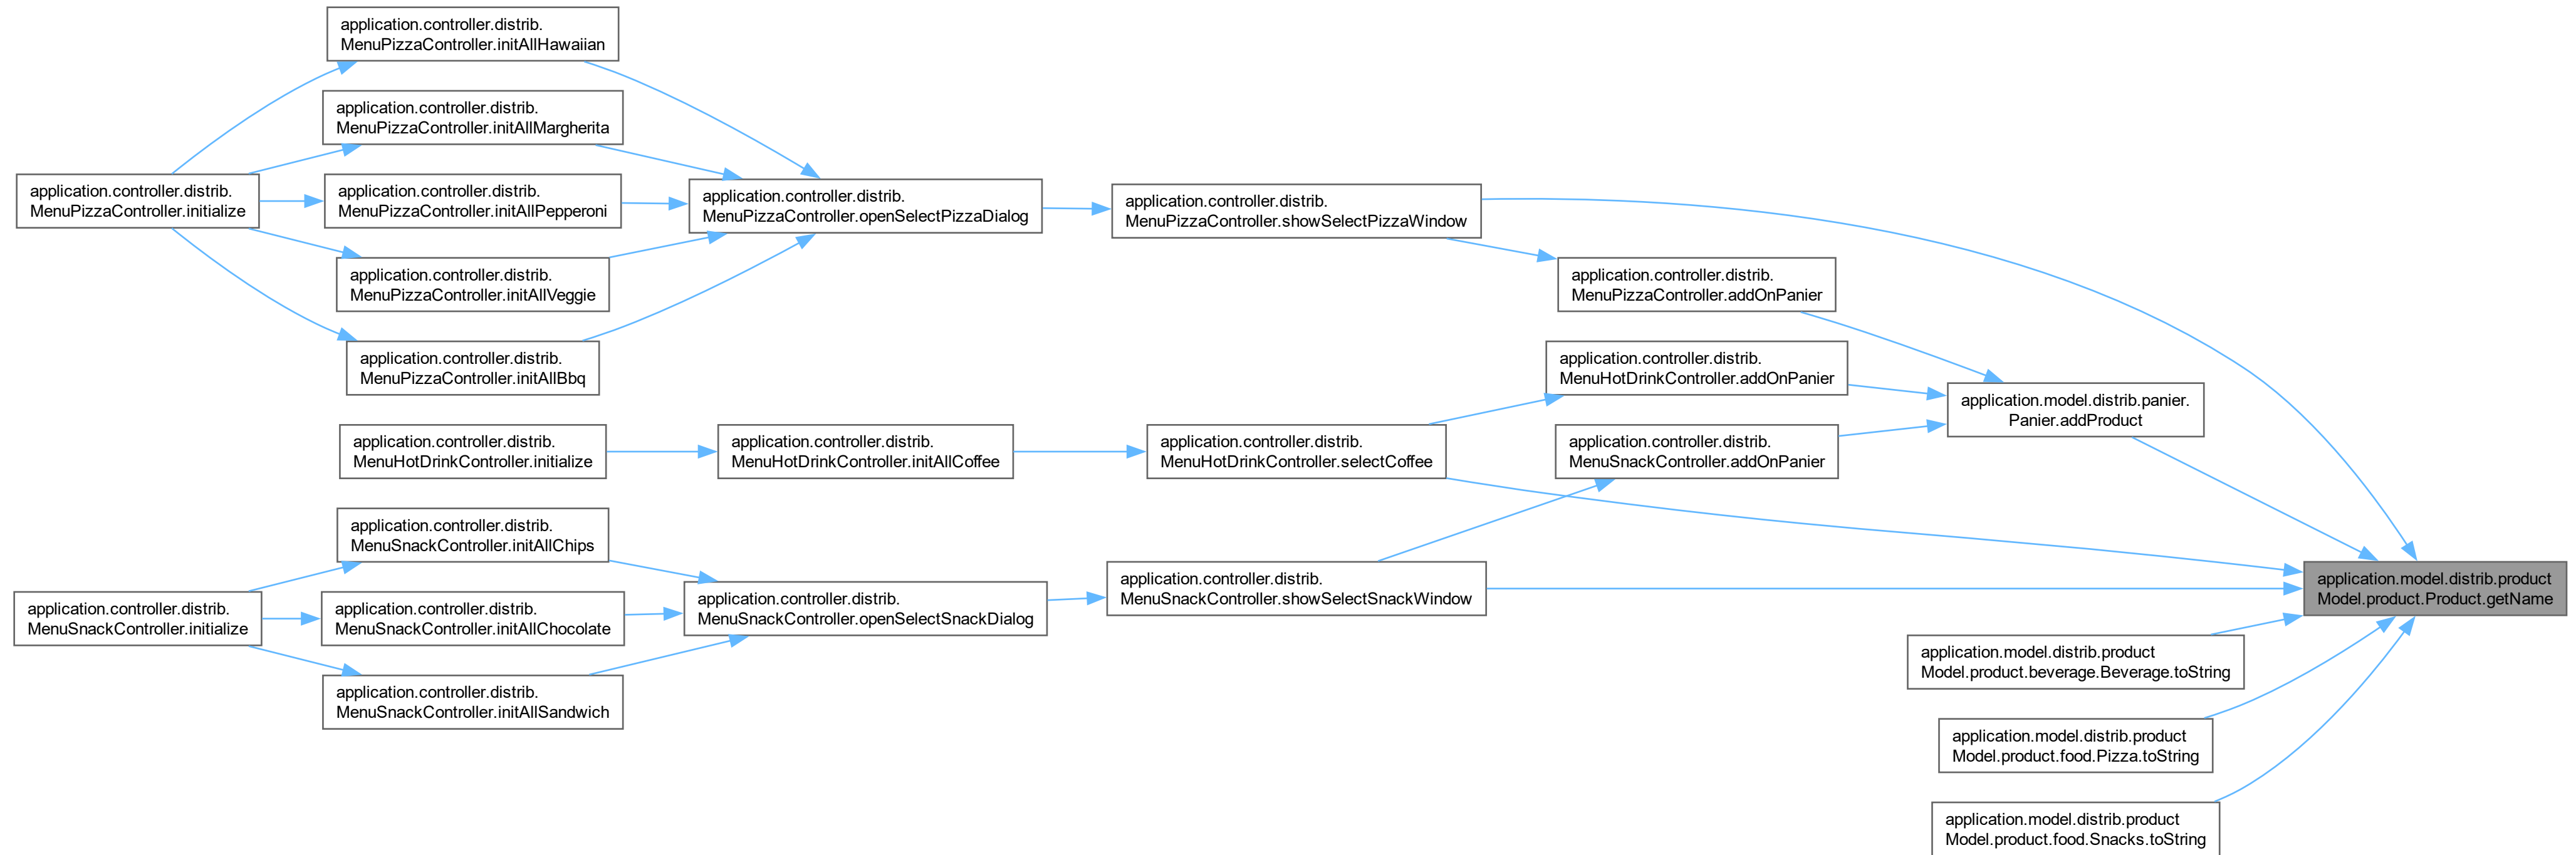 application.controller.distrib.
MenuPizzaController.initAllHawaiian
application.controller.distrib.
MenuPizzaController.initAllMargherita
application.controller.distrib.
MenuPizzaController.initialize
application.controller.distrib.
MenuPizzaController.initAllPepperoni
application.controller.distrib.
MenuPizzaController.openSelectPizzaDialog
application.controller.distrib.
MenuPizzaController.showSelectPizzaWindow
application.controller.distrib.
MenuPizzaController.initAllVeggie
application.controller.distrib.
MenuPizzaController.addOnPanier
application.controller.distrib.
MenuPizzaController.initAllBbq
application.controller.distrib.
MenuHotDrinkController.addOnPanier
application.model.distrib.panier.
Panier.addProduct
application.controller.distrib.
MenuHotDrinkController.initialize
application.controller.distrib.
MenuHotDrinkController.initAllCoffee
application.controller.distrib.
MenuHotDrinkController.selectCoffee
application.controller.distrib.
MenuSnackController.addOnPanier
application.controller.distrib.
MenuSnackController.initAllChips
application.controller.distrib.
MenuSnackController.initialize
application.controller.distrib.
MenuSnackController.initAllChocolate
application.controller.distrib.
MenuSnackController.openSelectSnackDialog
application.controller.distrib.
MenuSnackController.showSelectSnackWindow
application.model.distrib.product
Model.product.Product.getName
application.controller.distrib.
MenuSnackController.initAllSandwich
application.model.distrib.product
Model.product.beverage.Beverage.toString
application.model.distrib.product
Model.product.food.Pizza.toString
application.model.distrib.product
Model.product.food.Snacks.toString